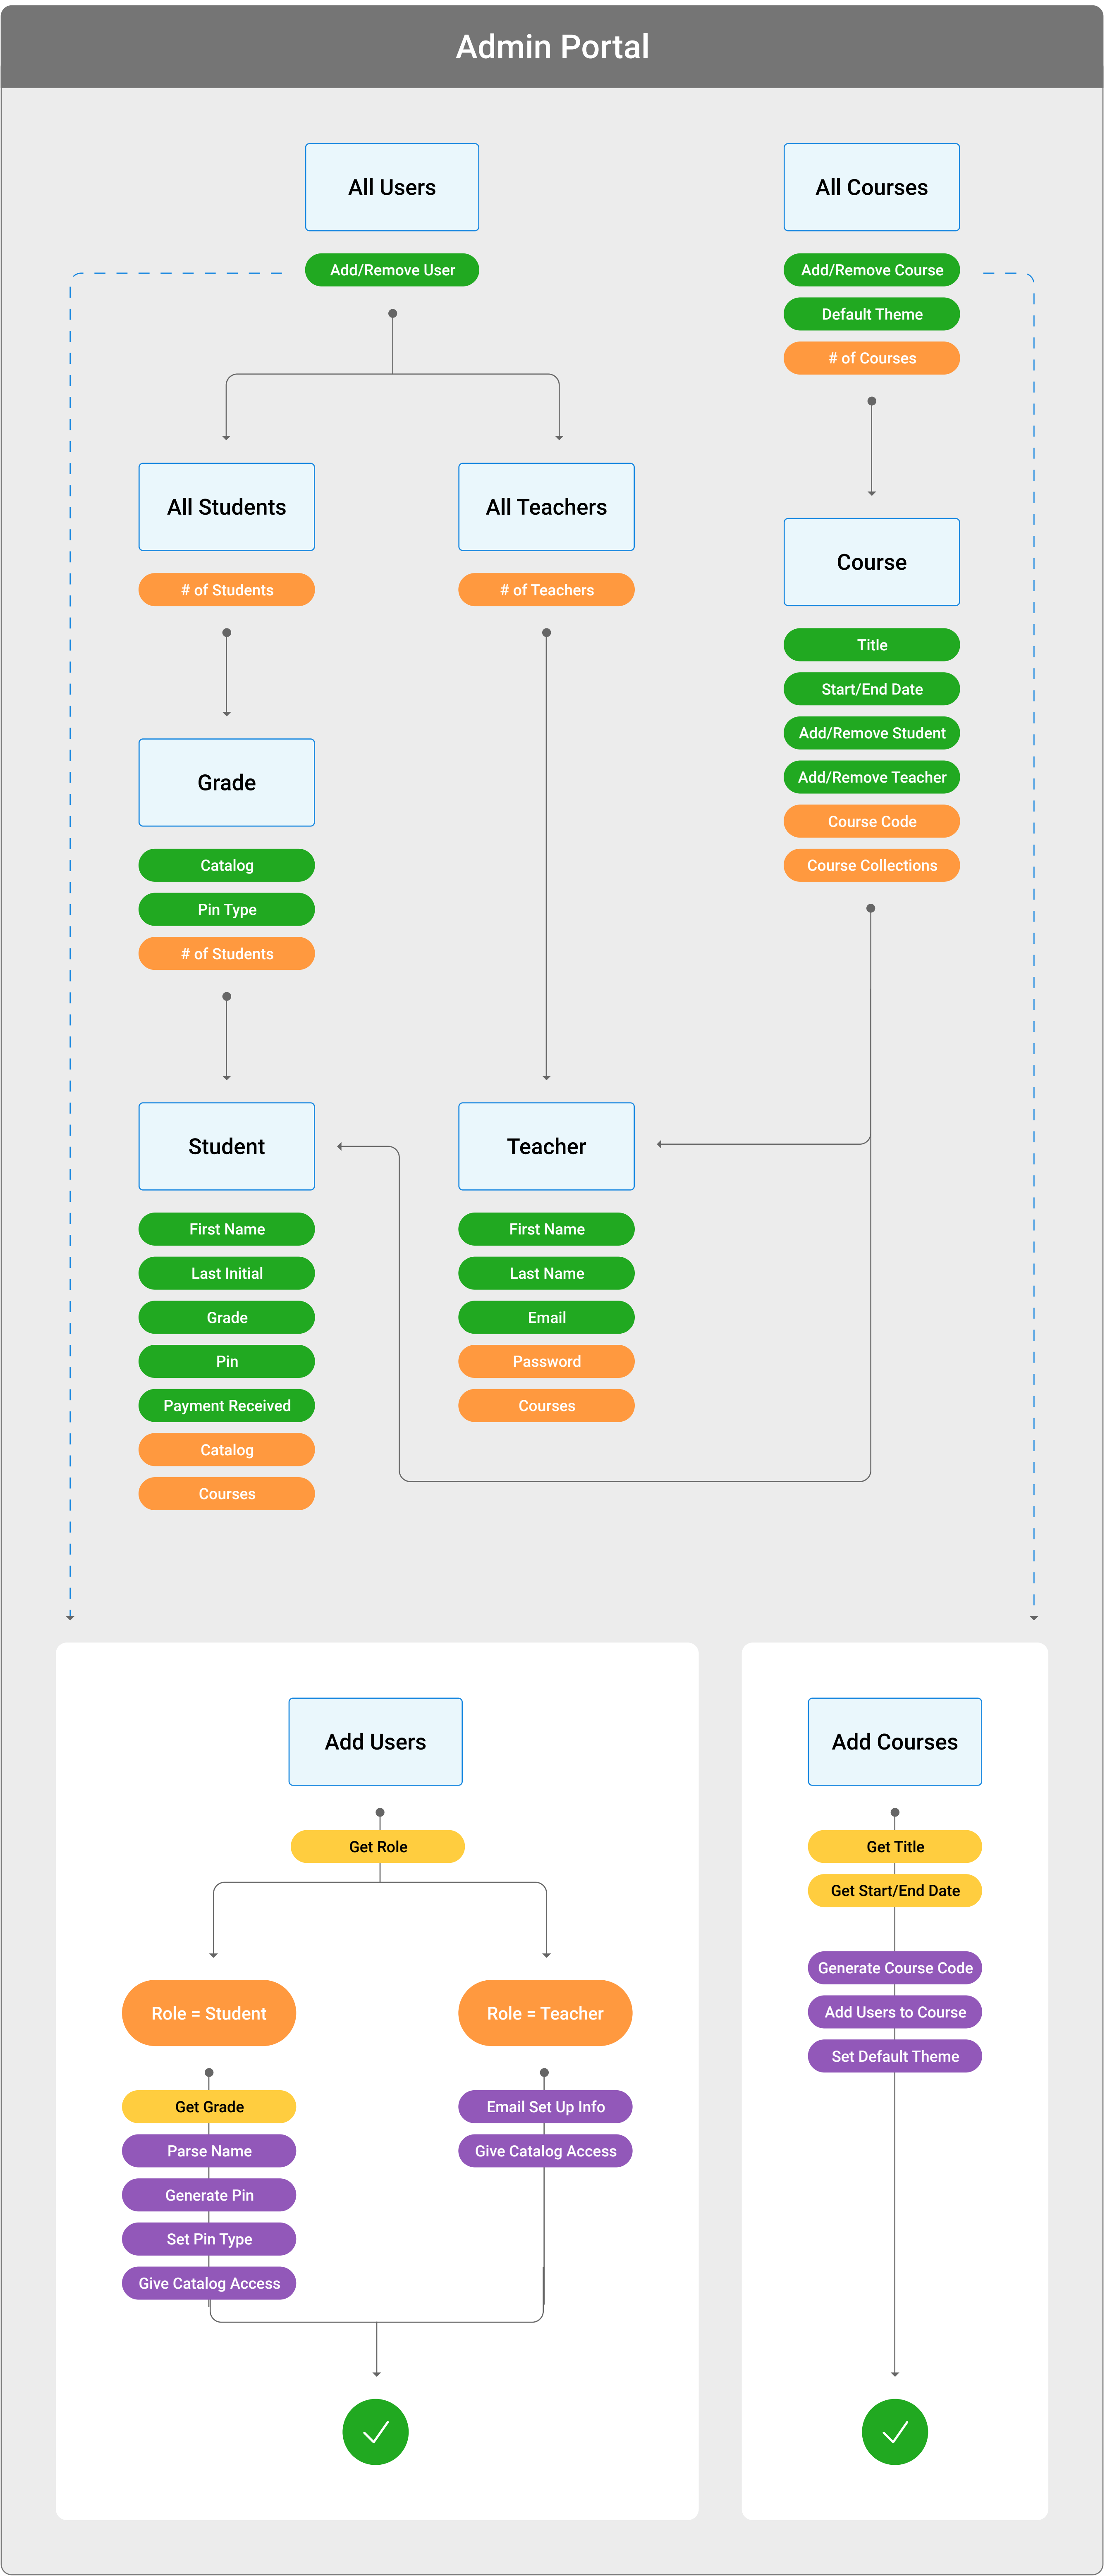 Admin Portal
All Users
Add/Remove User
All Courses
Add/Remove Course
Default Theme
# of Courses
All Students
# of Students
All Teachers
# of Teachers
Course
Title
Start/End Date
Add/Remove Student
Add/Remove Teacher
Course Code
Course Collections
Grade
Catalog
Pin Type
# of Students
Student
First Name
Last Initial
Grade
Pin
Payment Received
Catalog
Courses
Teacher
First Name
Last Name
Email
Password
Courses
Add Users
Get Role
Role = Student
Get Grade
Parse Name
Generate Pin
Set Pin Type
Give Catalog Access
Role = Teacher
Email Set Up Info
Give Catalog Access
Add Courses
Get Title
Get Start/End Date
Generate Course Code
Add Users to Course
Set Default Theme